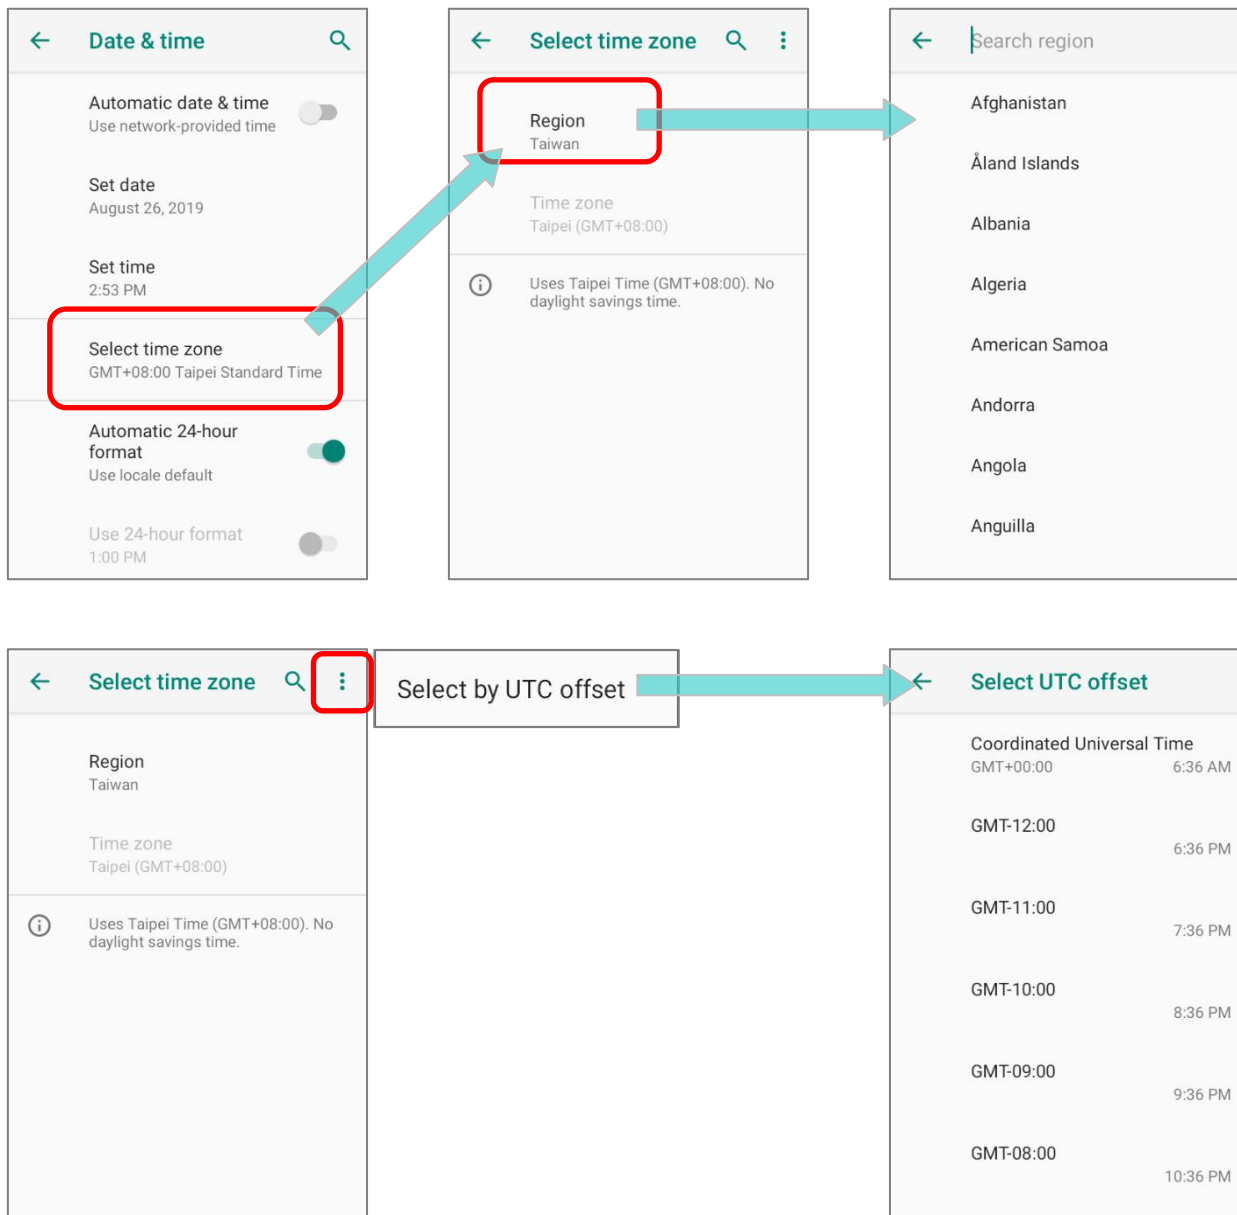 Date & time
Automatic date & time
Use network-provided time
Set date
August 26, 2019
Set time
2:53 PM
Select time zone
GMT+08:00 Taipei Standard Time
Automatic 24-hour
format
Use locale default
Use 24-hour format
1:00 PM
Select time zone
Region
Taiwan
Time zone
Taipei (GMT+08:00)
Uses Taipei Time (GMT+08:00). No
daylight savings time.
Search region
Afghanistan
Åland Islands
Albania
Algeria
American Samoa
Andorra
Angola
Anguilla
Select time zone
Region
Taiwan
Time zone
Taipei (GMT+08:00)
Uses Taipei Time (GMT+08:00). No
daylight savings time.
Select by UTC offset
Select UTC offset
Coordinated Universal Time
GMT+00:00 6:36 AM
GMT-12:00
6:36 PM
GMT-11:00
7:36 PM
GMT-10:00
8:36 PM
GMT-09:00
9:36 PM
GMT-08:00
10:36 PM